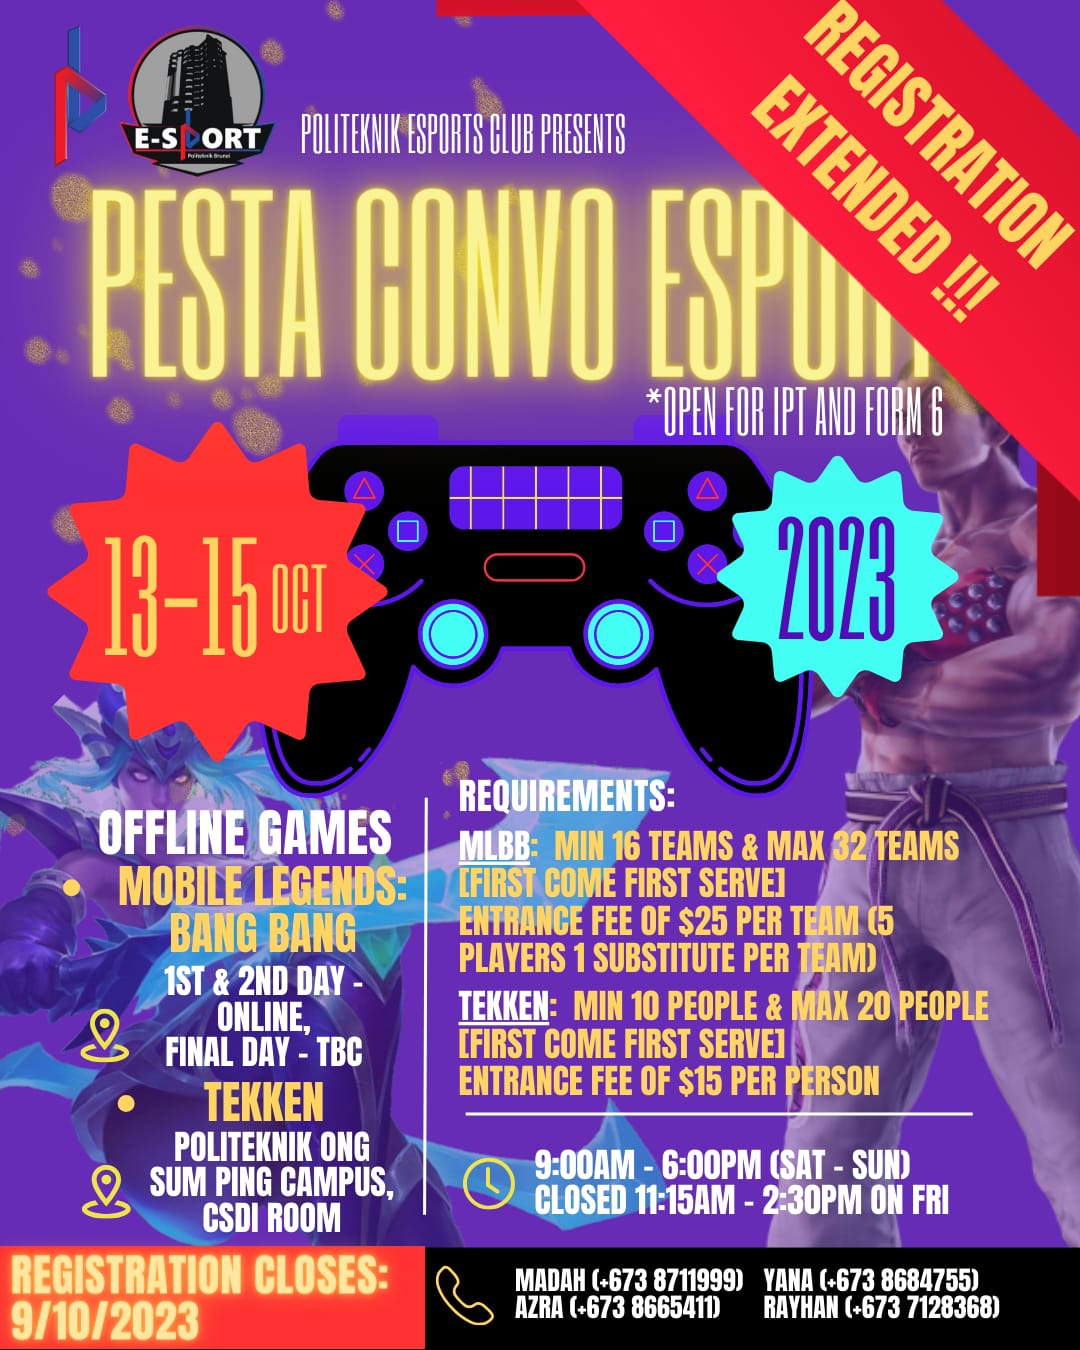 E-SPORT
Politeknik Brunei
POLITEKNIK ESPORTS CLUB PRESENTS
REGISTRATION
EXTENDED !!!
PESTA CONVO ESPORT
*OPEN FOR IPT AND FORM 6
13-15 OCT
2023
OFFLINE GAMES
• MOBILE LEGENDS:
BANG BANG
1ST & 2ND DAY -
ONLINE,
FINAL DAY - TBC
• TEKKEN
POLITEKNIK ONG
SUM PING CAMPUS,
CSDI ROOM
REQUIREMENTS:
MLBB: MIN 16 TEAMS & MAX 32 TEAMS
[FIRST COME FIRST SERVE]
ENTRANCE FEE OF $25 PER TEAM (5
PLAYERS 1 SUBSTITUTE PER TEAM)
TEKKEN: MIN 10 PEOPLE & MAX 20 PEOPLE
[FIRST COME FIRST SERVE]
ENTRANCE FEE OF $15 PER PERSON
9:00AM - 6:00PM (SAT - SUN)
CLOSED 11:15AM - 2:30PM ON FRI
REGISTRATION CLOSES:
9/10/2023
MADAH (+673 8711999) YANA (+673 8684755)
AZRA (+673 8665411) RAYHAN (+673 7128368)